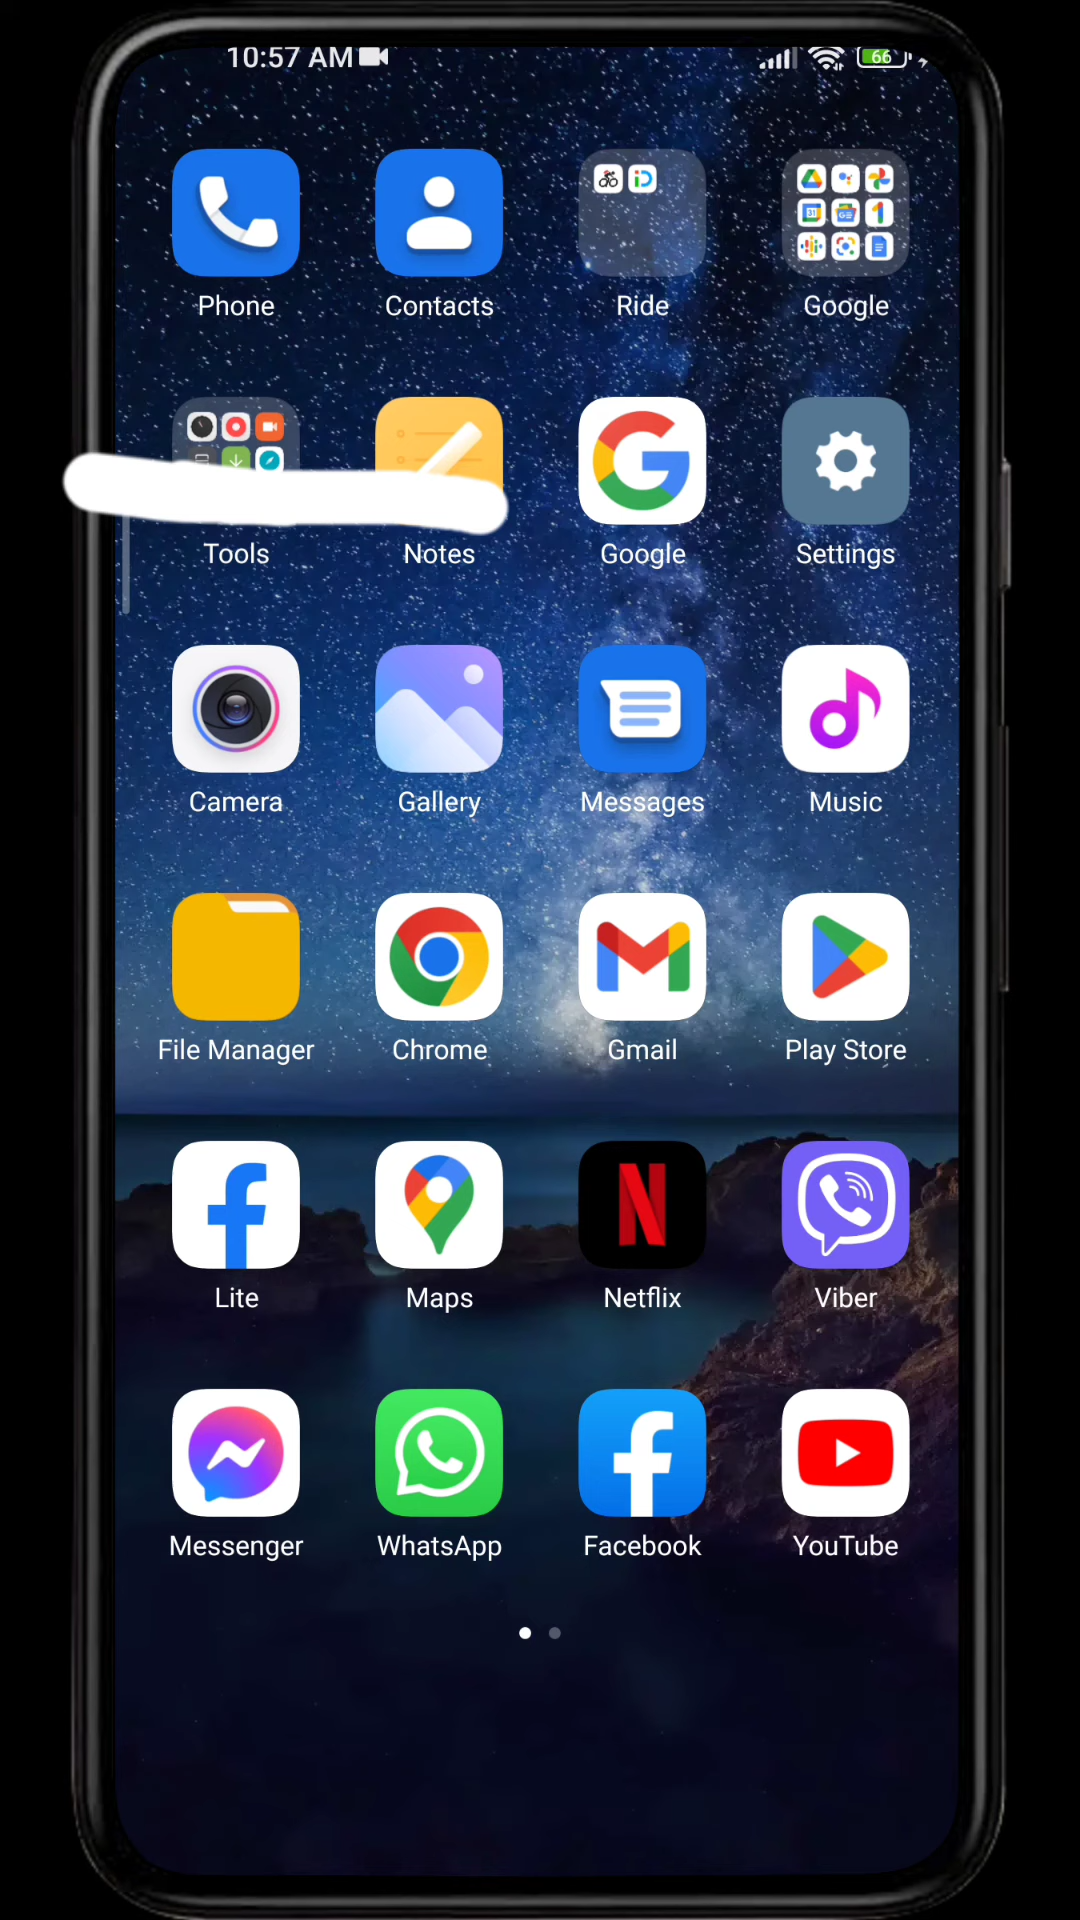 10:57 AM 66
Phone Contacts Ride Google
Tools Notes Google Settings
Camera Gallery Messages Music
File Manager Chrome Gmail Play Store
Lite Maps Netflix Viber
Messenger WhatsApp Facebook YouTube